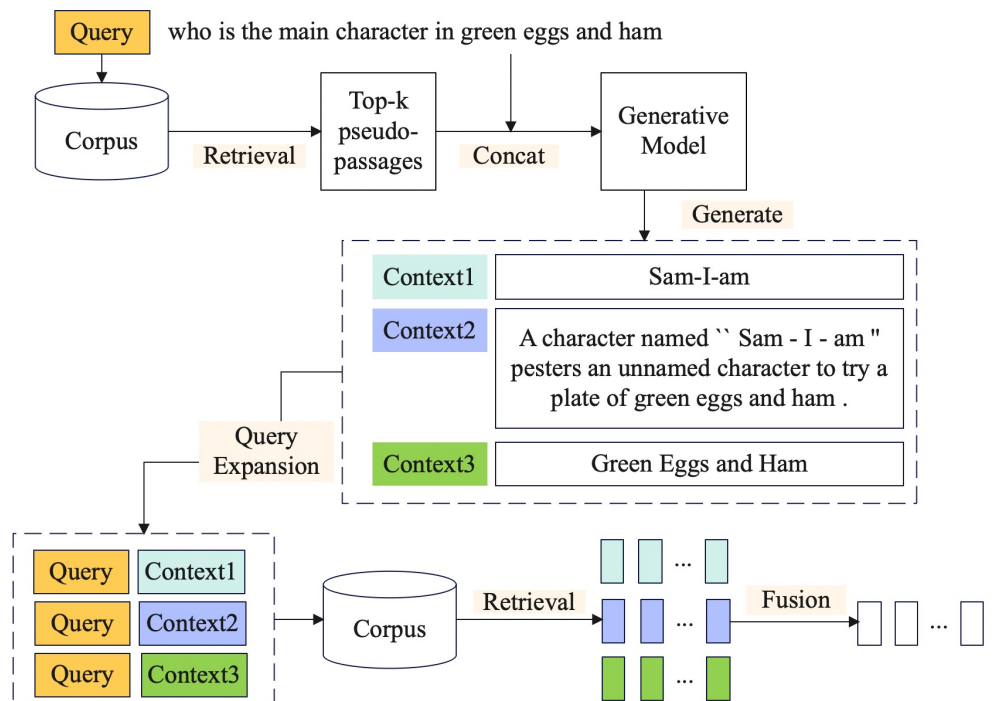 Query
who is the main character in green eggs and ham
Corpus
Retrieval
Top-k
pseudo-
passages
Concat
Generative
Model
Generate
Context1
Sam-I-am
Context2
A character named `` Sam - I - am "
pesters an unnamed character to try a
plate of green eggs and ham .
Query
Expansion
Context3
Green Eggs and Ham
Query Context1
Query Context2
Query Context3
Corpus
Retrieval
...
...
...
Fusion
...